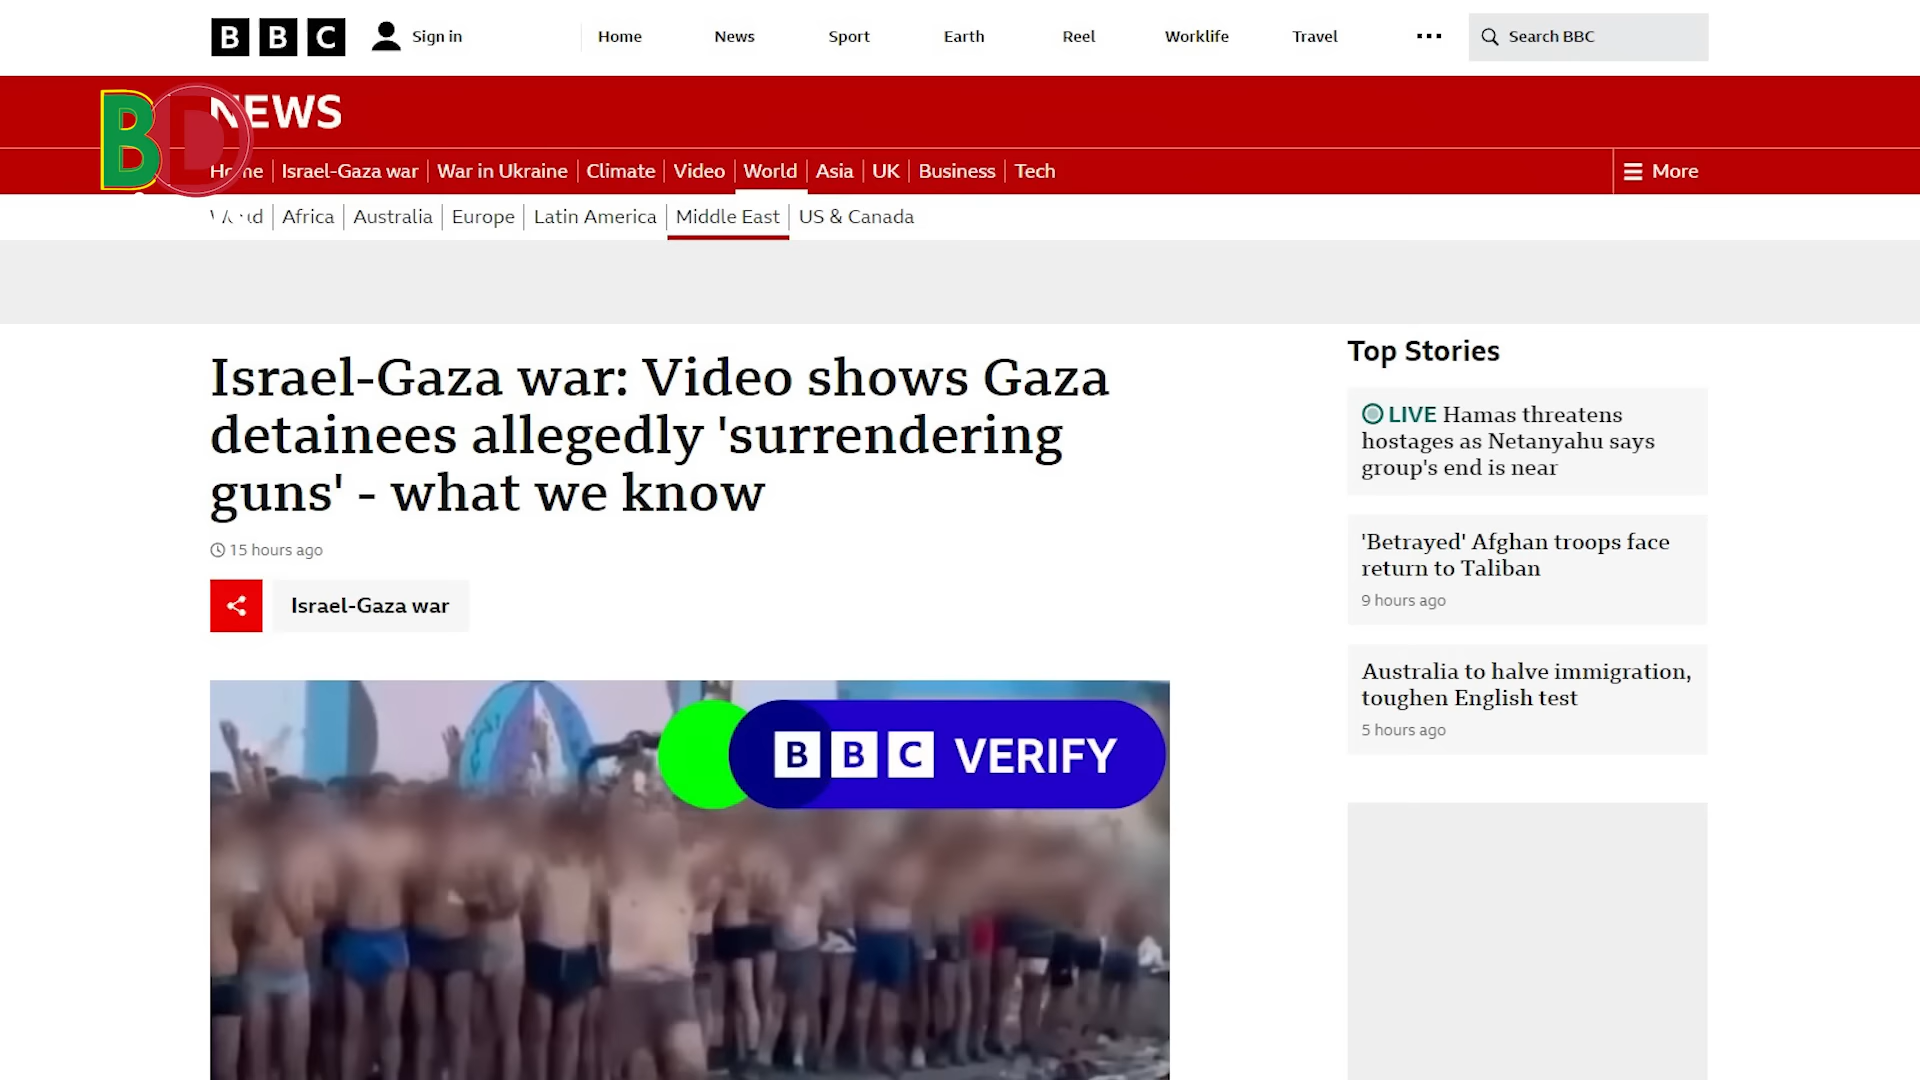 BBC
Sign in
Home
News
Sport
Earth
Reel
Worklife
Travel
Search BBC
BD
NEWS
Home
Israel-Gaza war
War in Ukraine
Climate
Video
World
Asia
UK
Business
Tech
More
Africa
Australia
Europe
Latin America
Middle East
US & Canada
Israel-Gaza war: Video shows Gaza
detainees allegedly 'surrendering
guns' - what we know
15 hours ago
Israel-Gaza war
BBC VERIFY
Top Stories
LIVE Hamas threatens
hostages as Netanyahu says
group's end is near
'Betrayed' Afghan troops face
return to Taliban
9 hours ago
Australia to halve immigration,
toughen English test
5 hours ago